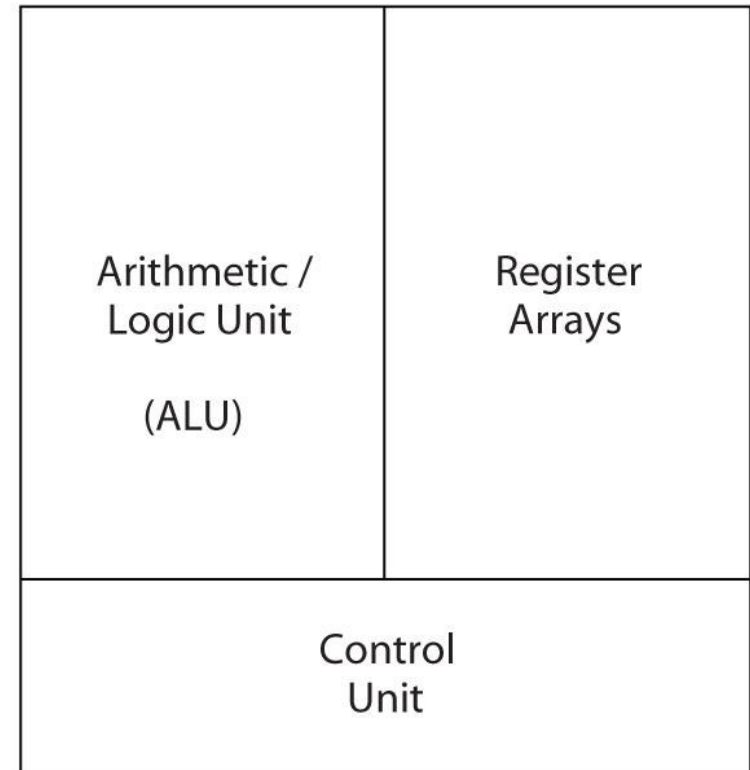 Arithmetic /
Logic Unit
(ALU)
Register
Arrays
Control
Unit